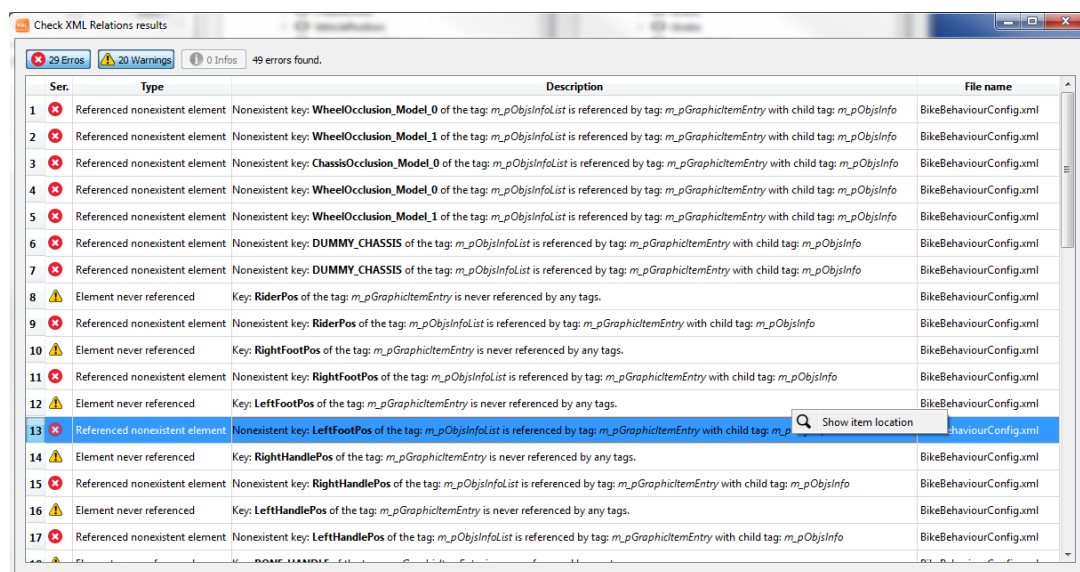 XML Check XML Relations results
29 Erros 20 Warnings 0 Infos 49 errors found.
Ser. Type Description File name
1 Referenced nonexistent element Nonexistent key: WheelOcclusion_Model_0 of the tag: m_pObjsInfoList is referenced by tag: m_pGraphicItemEntry with child tag: m_pObjsInfo BikeBehaviourConfig.xml
2 Referenced nonexistent element Nonexistent key: WheelOcclusion_Model_1 of the tag: m_pObjsInfoList is referenced by tag: m_pGraphicItemEntry with child tag: m_pObjsInfo BikeBehaviourConfig.xml
3 Referenced nonexistent element Nonexistent key: ChassisOcclusion_Model_0 of the tag: m_pObjsInfoList is referenced by tag: m_pGraphicItemEntry with child tag: m_pObjsInfo BikeBehaviourConfig.xml
4 Referenced nonexistent element Nonexistent key: WheelOcclusion_Model_0 of the tag: m_pObjsInfoList is referenced by tag: m_pGraphicItemEntry with child tag: m_pObjsInfo BikeBehaviourConfig.xml
5 Referenced nonexistent element Nonexistent key: WheelOcclusion_Model_1 of the tag: m_pObjsInfoList is referenced by tag: m_pGraphicItemEntry with child tag: m_pObjsInfo BikeBehaviourConfig.xml
6 Referenced nonexistent element Nonexistent key: DUMMY_CHASSIS of the tag: m_pObjsInfoList is referenced by tag: m_pGraphicItemEntry with child tag: m_pObjsInfo BikeBehaviourConfig.xml
7 Referenced nonexistent element Nonexistent key: DUMMY_CHASSIS of the tag: m_pObjsInfoList is referenced by tag: m_pGraphicItemEntry with child tag: m_pObjsInfo BikeBehaviourConfig.xml
8 Element never referenced Key: RiderPos of the tag: m_pGraphicItemEntry is never referenced by any tags. BikeBehaviourConfig.xml
9 Referenced nonexistent element Nonexistent key: RiderPos of the tag: m_pObjsInfoList is referenced by tag: m_pGraphicItemEntry with child tag: m_pObjsInfo BikeBehaviourConfig.xml
10 Element never referenced Key: RightFootPos of the tag: m_pGraphicItemEntry is never referenced by any tags. BikeBehaviourConfig.xml
11 Referenced nonexistent element Nonexistent key: RightFootPos of the tag: m_pObjsInfoList is referenced by tag: m_pGraphicItemEntry with child tag: m_pObjsInfo BikeBehaviourConfig.xml
12 Element never referenced Key: LeftFootPos of the tag: m_pGraphicItemEntry is never referenced by any tags. BikeBehaviourConfig.xml
13 Referenced nonexistent element Nonexistent key: LeftFootPos of the tag: m_pObjsInfoList is referenced by tag: m_pGraphicItemEntry with child tag: Show item location
14 Element never referenced Key: RightHandlePos of the tag: m_pGraphicItemEntry is never referenced by any tags. BikeBehaviourConfig.xml
15 Referenced nonexistent element Nonexistent key: RightHandlePos of the tag: m_pObjsInfoList is referenced by tag: m_pGraphicItemEntry with child tag: m_pObjsInfo BikeBehaviourConfig.xml
16 Element never referenced Key: LeftHandlePos of the tag: m_pGraphicItemEntry is never referenced by any tags. BikeBehaviourConfig.xml
17 Referenced nonexistent element Nonexistent key: LeftHandlePos of the tag: m_pObjsInfoList is referenced by tag: m_pGraphicItemEntry with child tag: m_pObjsInfo BikeBehaviourConfig.xml